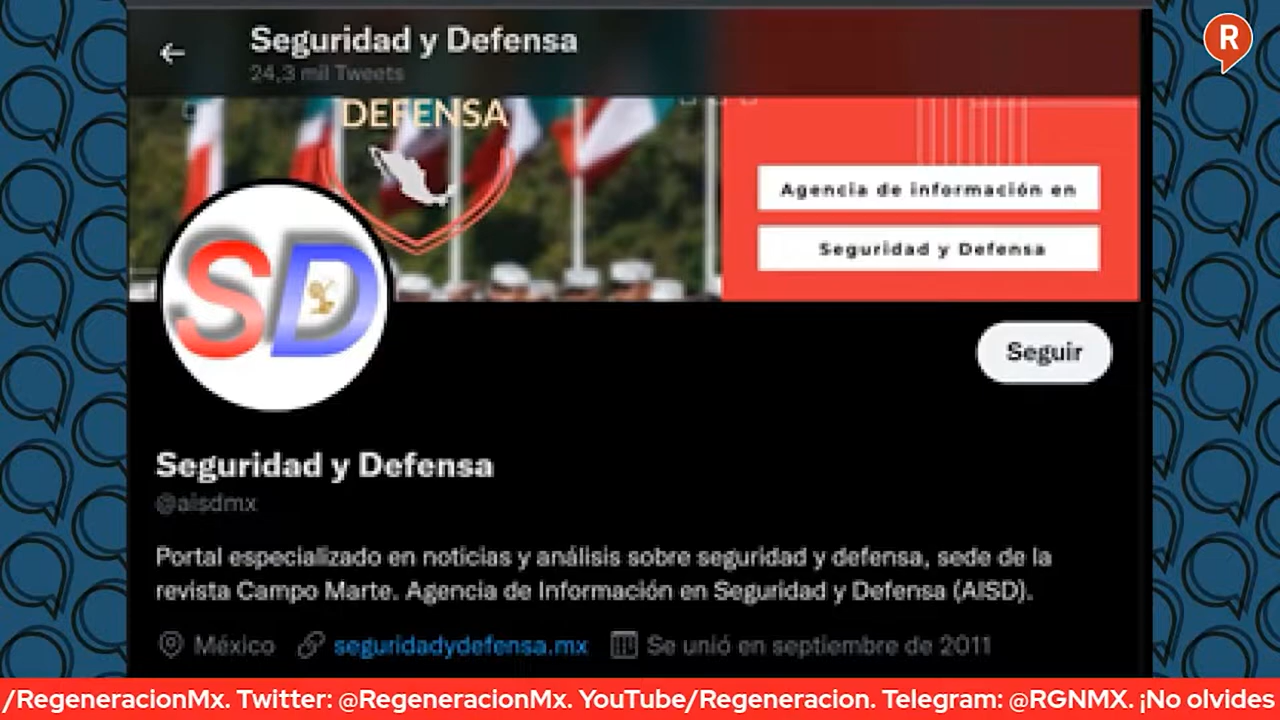 R
Seguridad y Defensa
24,3 mil Tweets
DEFENSA
Agencia de información en
Seguridad y Defensa
SD
Seguir
Seguridad y Defensa
@aisdmx
Portal especializado en noticias y análisis sobre seguridad y defensa, sede de la
revista Campo Marte. Agencia de Información en Seguridad y Defensa (AISD).
México seguridadydefensa.mx Se unió en septiembre de 2011
/RegeneracionMx. Twitter: @RegeneracionMx. YouTube/Regeneracion. Telegram: @RGNMX. ¡No olvides